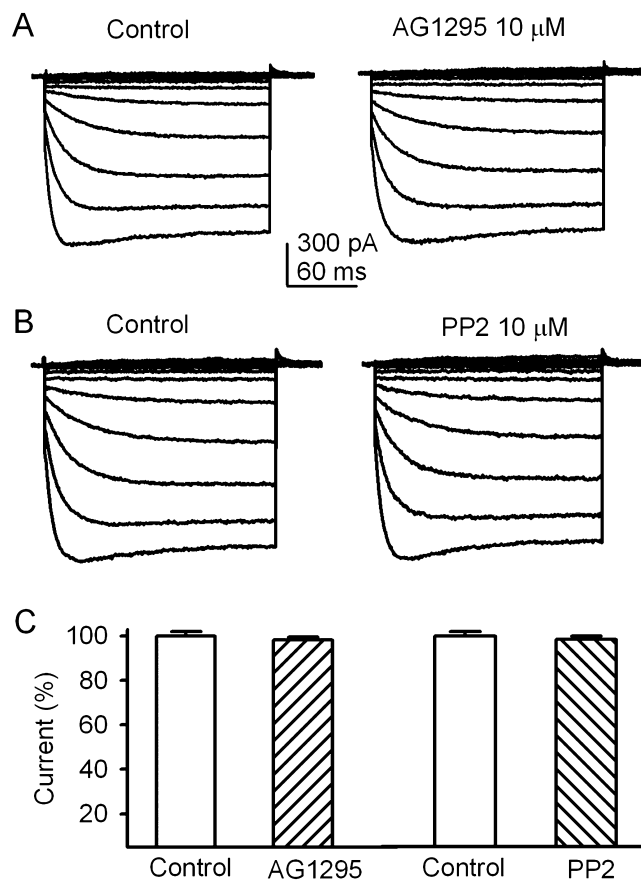 A
Control
AG1295 10 μM
300 pA
60 ms
B
Control
PP2 10 μM
C
Current (%)
100
80
60
40
20
Control
AG1295
Control
PP2